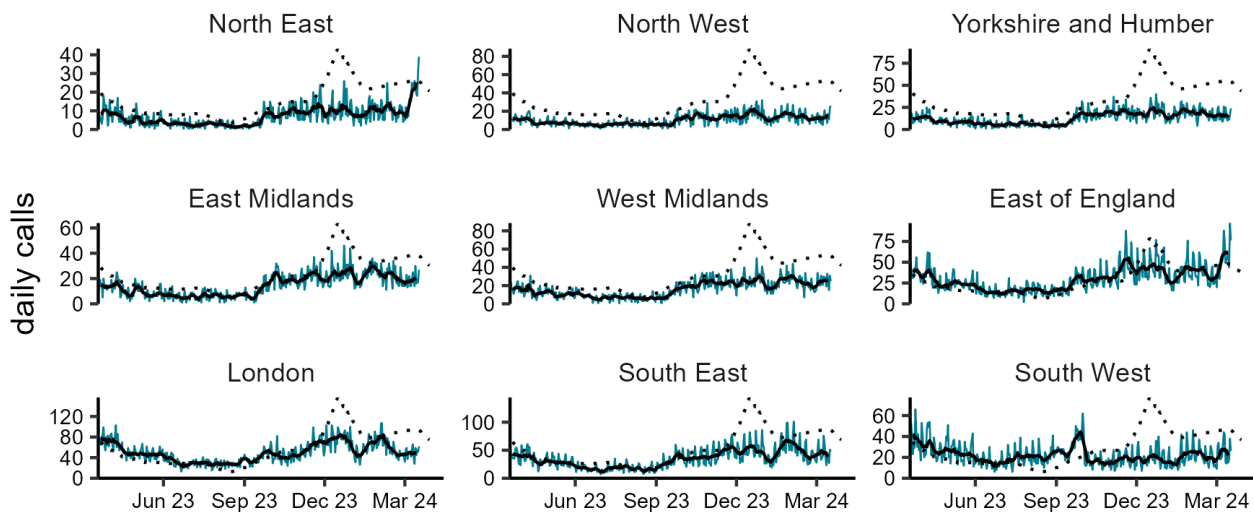 North East
North West
Yorkshire and Humber
40
30
20
10
0
80
60
40
20
0
75
50
25
0
East Midlands
West Midlands
East of England
60
40
20
0
80
60
40
20
0
75
50
25
0
daily calls
London
South East
South West
120
80
40
0
100
50
0
60
40
20
0
Jun 23 Sep 23 Dec 23 Mar 24
Jun 23 Sep 23 Dec 23 Mar 24
Jun 23 Sep 23 Dec 23 Mar 24